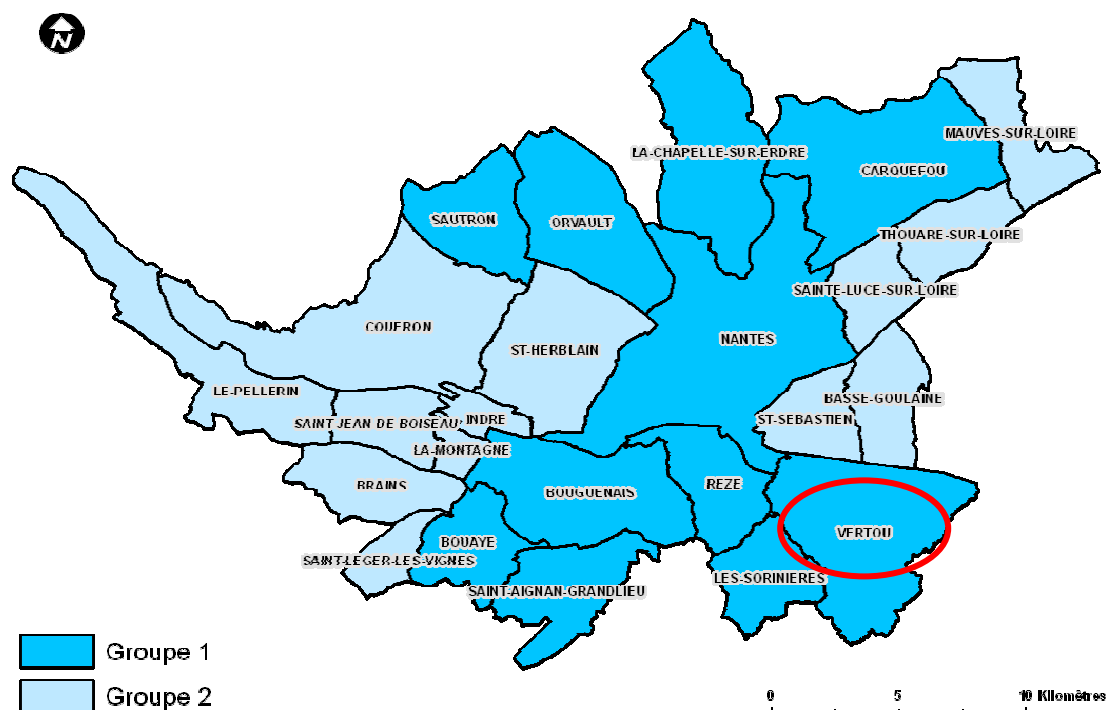 N
MAUVES-SUR-LOIRE
LA-CHAPELLE-SUR-ERDRE
CARQUEFOU
SAUTRON
ORVAULT
THOUARE-SUR-LOIRE
SAINTE-LUCE-SUR-LOIRE
COUERON
NANTES
ST-HERBLAIN
LE-PELLERIN
BASSE-GOULAINE
ST-SEBASTIEN
SAINT JEAN DE BOISEAU
INDRE
LA-MONTAGNE
BRAINS
REZE
BOUGUENAIS
VERTOU
BOUAYE
SAINT-LEGER-LES-VIGNES
LES-SORINIERES
SAINT-AIGNAN-GRANDLIEU
Groupe 1
Groupe 2
0 5 10 Kilomètres